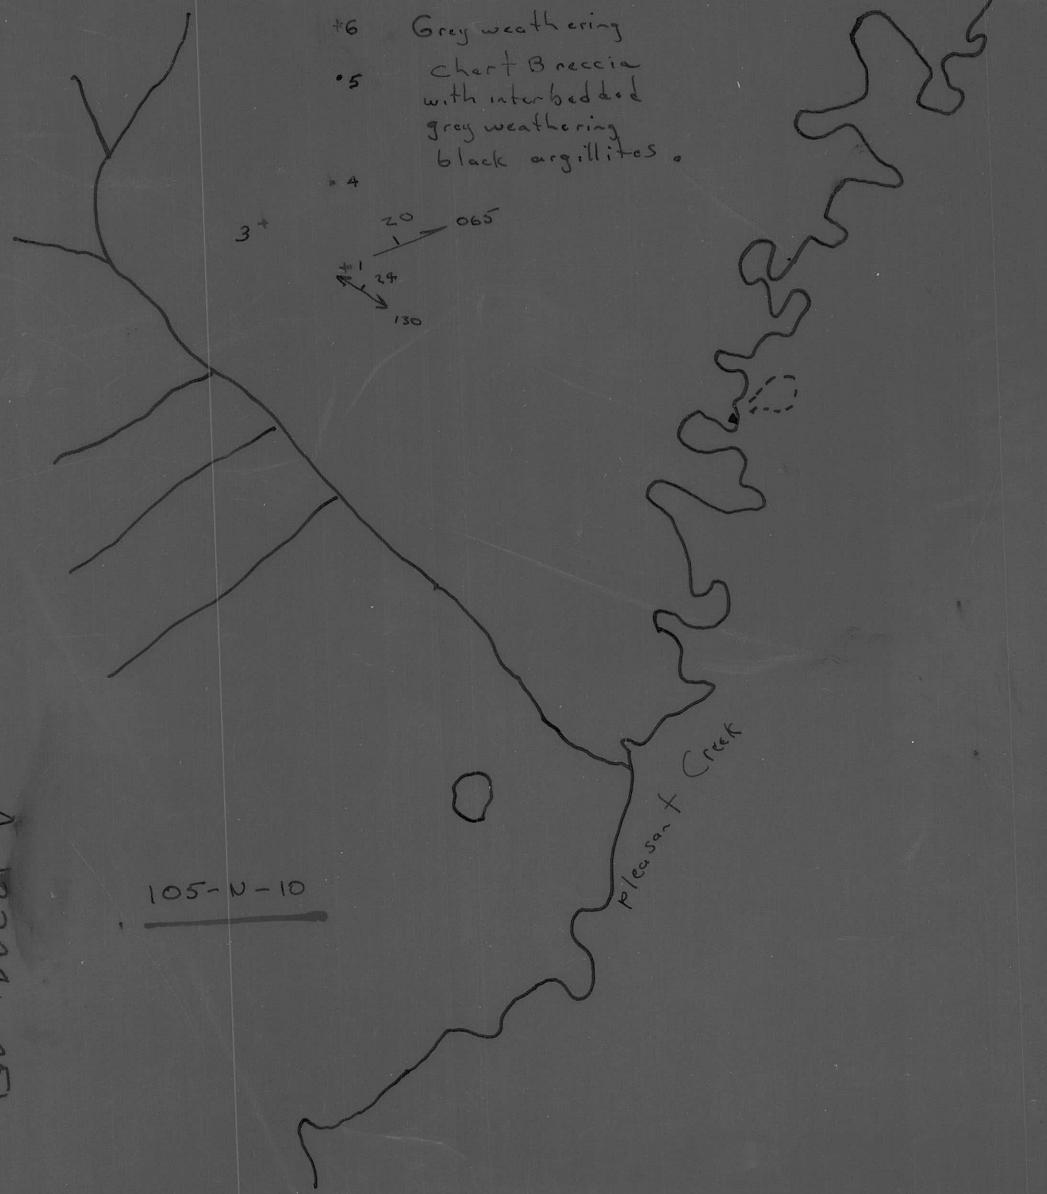 6 Grey weathering
5 Chert Breccia
with interbedded
grey weathering
black argillites.
4
3
20 065
1
24
130
Pleasant Creek
105-N-10